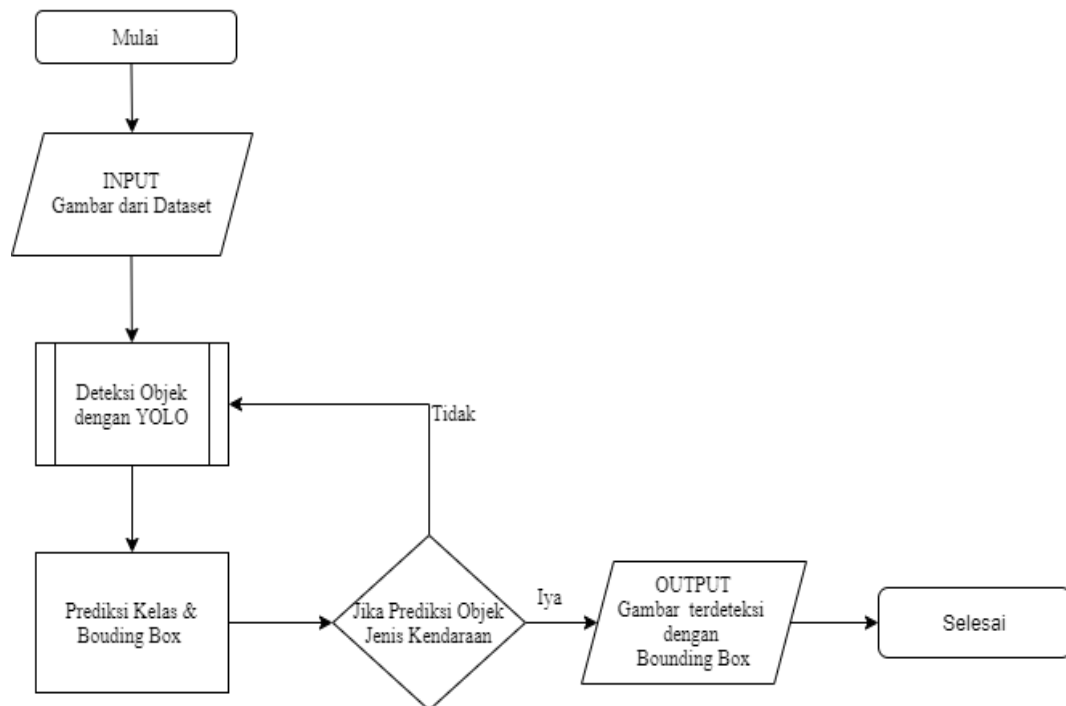 Mulai
INPUT
Gambar dari Dataset
Deteksi Objek
dengan YOLO
Tidak
Prediksi Kelas &
Bouding Box
Jika Prediksi Objek
Jenis Kendaraan
Iya
OUTPUT
Gambar terdeteksi
dengan
Bounding Box
Selesai